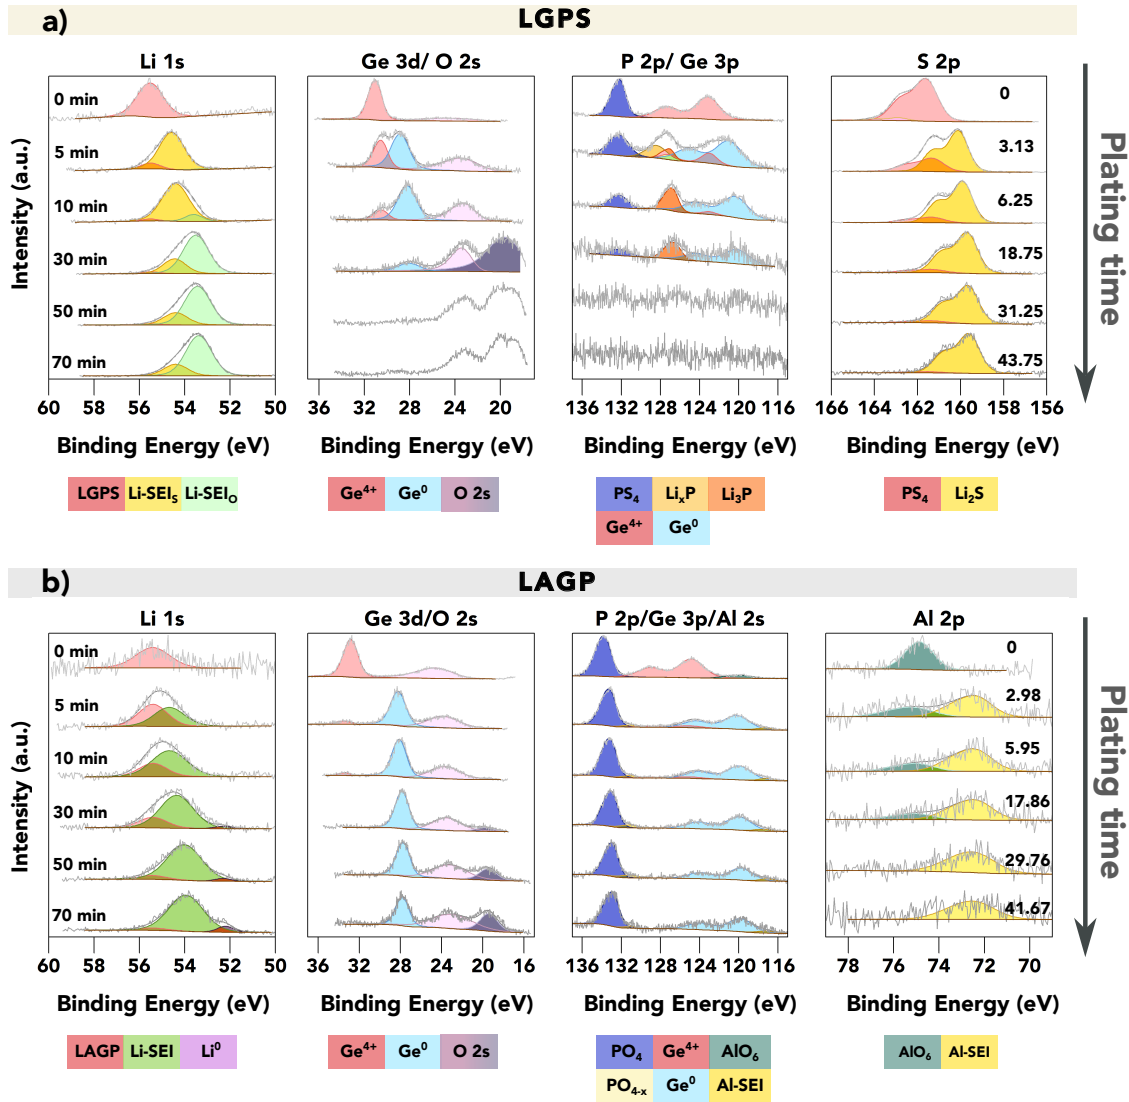 a) LGPS
Li 1s Ge 3d/ O 2s P 2p/ Ge 3p S 2p
0 min 0
5 min 3.13
10 min 6.25
30 min 18.75
50 min 31.25
70 min 43.75
Intensity (a.u.)
Plating time
60 58 56 54 52 50 36 32 28 24 20 136 132 128 124 120 116 166 164 162 160 158 156
Binding Energy (eV) Binding Energy (eV) Binding Energy (eV) Binding Energy (eV)
LGPS Li-SEI_S Li-SEI_O Ge⁴⁺ Ge⁰ O 2s PS₄ LiₓP Li₃P PS₄ Li₂S
Ge⁴⁺ Ge⁰
b) LAGP
Li 1s Ge 3d/O 2s P 2p/Ge 3p/Al 2s Al 2p
0 min 0
5 min 2.98
10 min 5.95
30 min 17.86
50 min 29.76
70 min 41.67
Intensity (a.u.)
Plating time
60 58 56 54 52 50 36 32 28 24 20 16 136 132 128 124 120 116 78 76 74 72 70
Binding Energy (eV) Binding Energy (eV) Binding Energy (eV) Binding Energy (eV)
LAGP Li-SEI Li⁰ Ge⁴⁺ Ge⁰ O 2s PO₄ Ge⁴⁺ AlO₆ AlO₆ Al-SEI
PO₄₋ₓ Ge⁰ Al-SEI